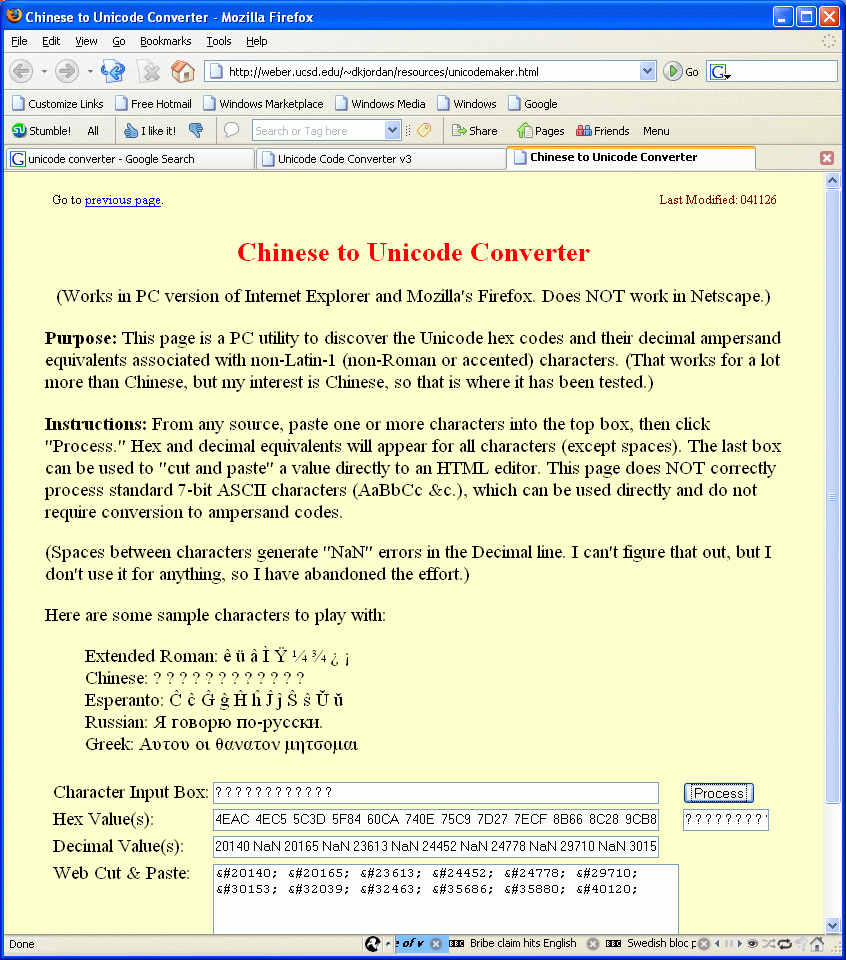 Chinese to Unicode Converter - Mozilla Firefox
File Edit View Go Bookmarks Tools Help
http://weber.ucsd.edu/~dkjordan/resources/unicodemaker.html Go G
Customize Links Free Hotmail Windows Marketplace Windows Media Windows Google
Stumble! All I like it! Search or Tag here Share Pages Friends Menu
unicode converter - Google Search Unicode Code Converter v3 Chinese to Unicode Converter
Go to previous page. Last Modified: 041126
Chinese to Unicode Converter
(Works in PC version of Internet Explorer and Mozilla's Firefox. Does NOT work in Netscape.)
Purpose: This page is a PC utility to discover the Unicode hex codes and their decimal ampersand
equivalents associated with non-Latin-1 (non-Roman or accented) characters. (That works for a lot
more than Chinese, but my interest is Chinese, so that is where it has been tested.)
Instructions: From any source, paste one or more characters into the top box, then click
"Process." Hex and decimal equivalents will appear for all characters (except spaces). The last box
can be used to "cut and paste" a value directly to an HTML editor. This page does NOT correctly
process standard 7-bit ASCII characters (AaBbCc &c.), which can be used directly and do not
require conversion to ampersand codes.
(Spaces between characters generate "NaN" errors in the Decimal line. I can't figure that out, but I
don't use it for anything, so I have abandoned the effort.)
Here are some sample characters to play with:
Extended Roman: ê ü â Ì Ÿ ¼ ¾ ¿ ¡
Chinese: ? ? ? ? ? ? ? ? ? ? ? ?
Esperanto: Ĉ ĉ Ĝ ĝ Ĥ ĥ Ĵ ĵ Ŝ ŝ Ŭ ŭ
Russian: Я говорю по-русски.
Greek: Αυτου οι θανατον μητσομαι
Character Input Box: ? ? ? ? ? ? ? ? ? ? ? ? Process
Hex Value(s): 4EAC 4EC5 5C3D 5F84 60CA 740E 75C9 7D27 7ECF 8B66 8C28 9CB8 ? ? ? ? ? ? ? ?
Decimal Value(s): 20140 NaN 20165 NaN 23613 NaN 24452 NaN 24778 NaN 29710 NaN 3015
Web Cut & Paste: &#20140; &#20165; &#23613; &#24452; &#24778; &#29710;
&#30153; &#32039; &#32463; &#35686; &#35880; &#40120;
Done e of v BBC Bribe claim hits English BBC Swedish bloc p